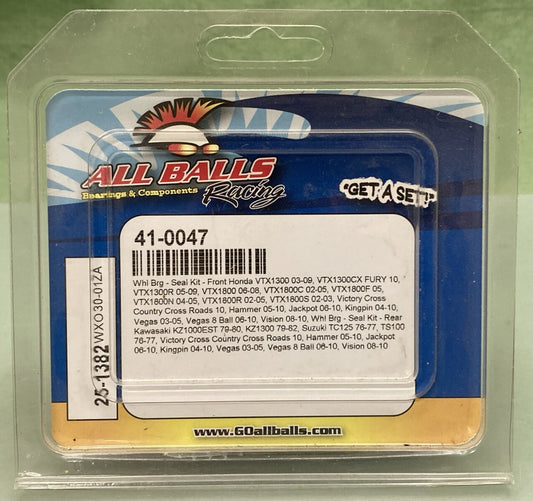 ALL BALLS
Bearings & Components
Racing
"GET A SET!"
41-0047
Whl Brg - Seal Kit - Front Honda VTX1300 03-09, VTX1300CX FURY 10,
VTX1300R 05-09, VTX1800 06-08, VTX1800C 02-05, VTX1800F 05,
VTX1800N 04-05, VTX1800R 02-05, VTX1800S 02-03, Victory Cross
Country Cross Roads 10, Hammer 05-10, Jackpot 06-10, Kingpin 04-10,
Vegas 03-05, Vegas 8 Ball 06-10, Vision 08-10, Whl Brg - Seal Kit - Rear
Kawasaki KZ1000EST 79-80, KZ1300 79-82, Suzuki TC125 76-77, TS100
76-77, Victory Cross Country Cross Roads 10, Hammer 05-10, Jackpot
06-10, Kingpin 04-10, Vegas 03-05, Vegas 8 Ball 06-10, Vision 08-10
25-1382 WXO30-01ZA
www.GOallballs.com